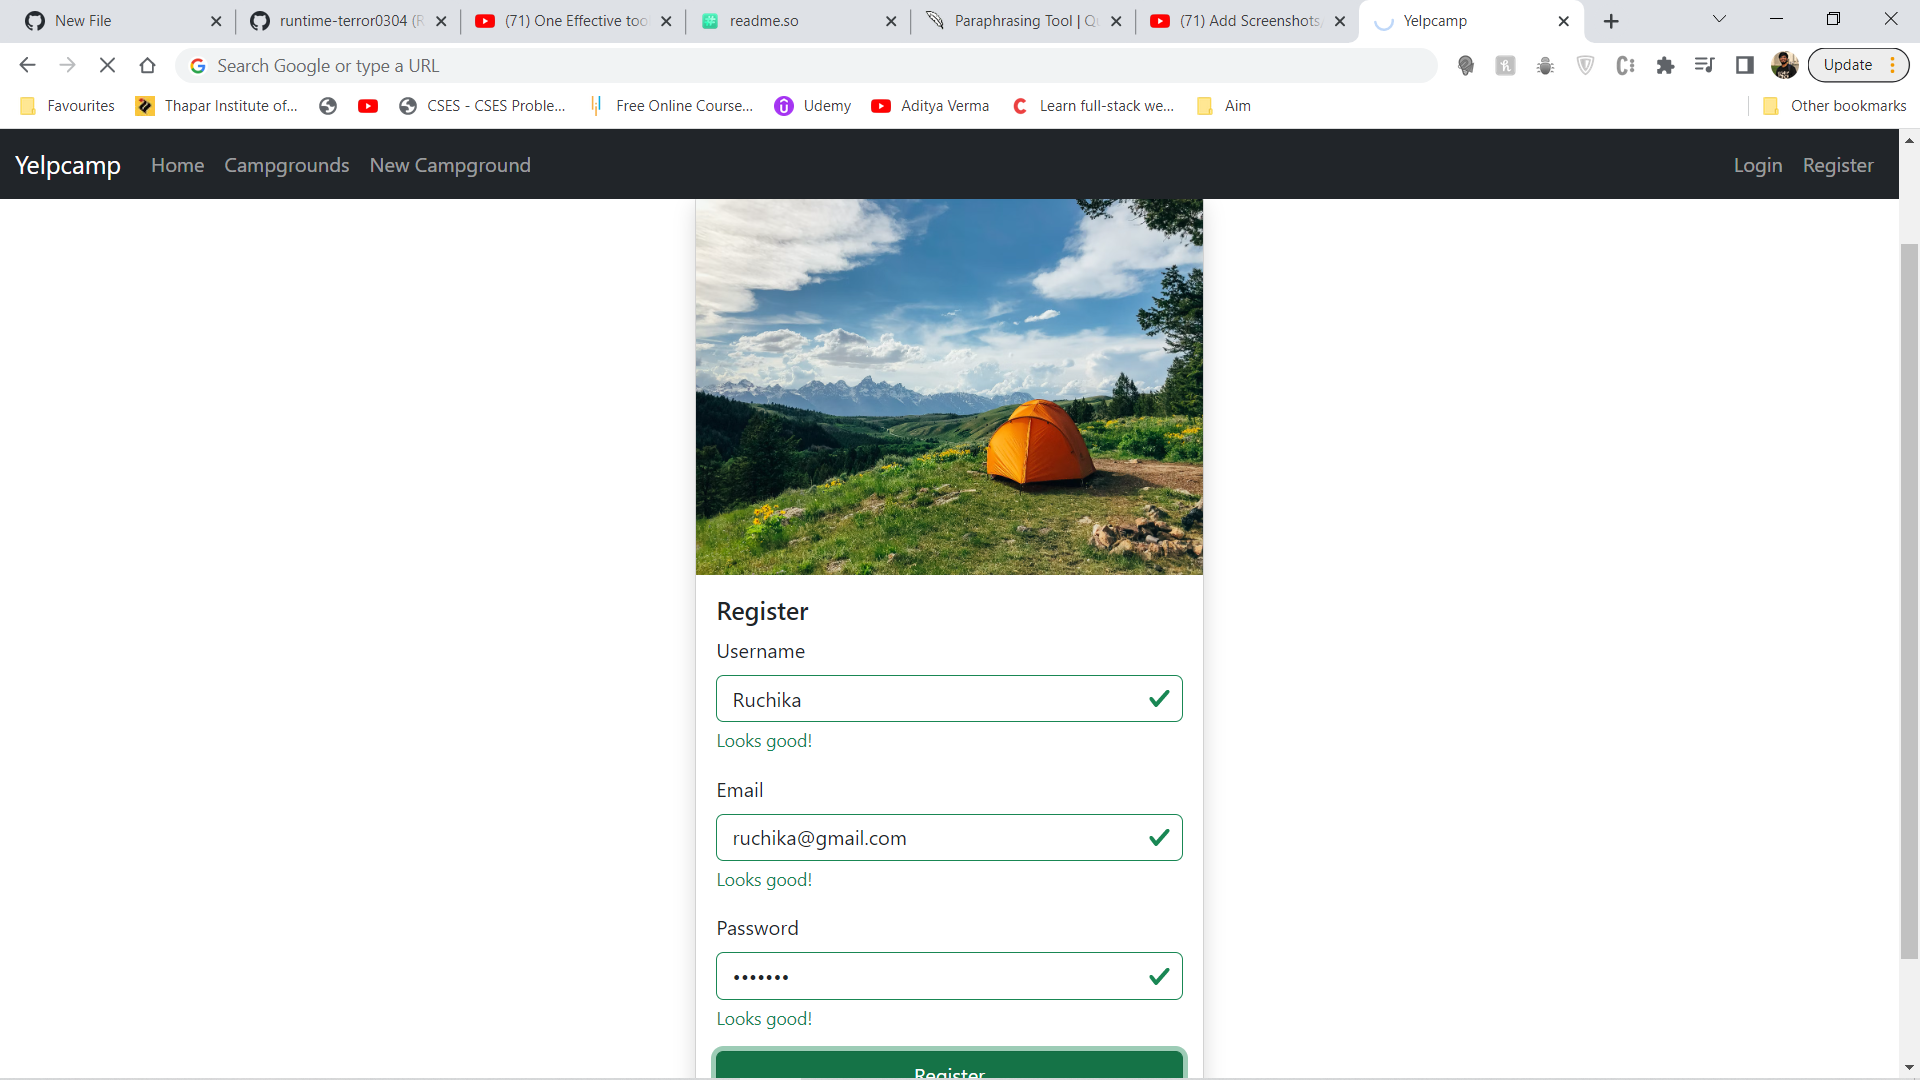 New File
runtime-terror0304 (R
(71) One Effective too
readme.so
Paraphrasing Tool | Qu
(71) Add Screenshots,
Yelpcamp
Search Google or type a URL
Update
Favourites
Thapar Institute of...
CSES - CSES Proble...
Free Online Course...
Udemy
Aditya Verma
Learn full-stack we...
Aim
Other bookmarks
Yelpcamp
Home
Campgrounds
New Campground
Login
Register
Register
Username
Ruchika
Looks good!
Email
ruchika@gmail.com
Looks good!
Password
•••••••
Looks good!
Register